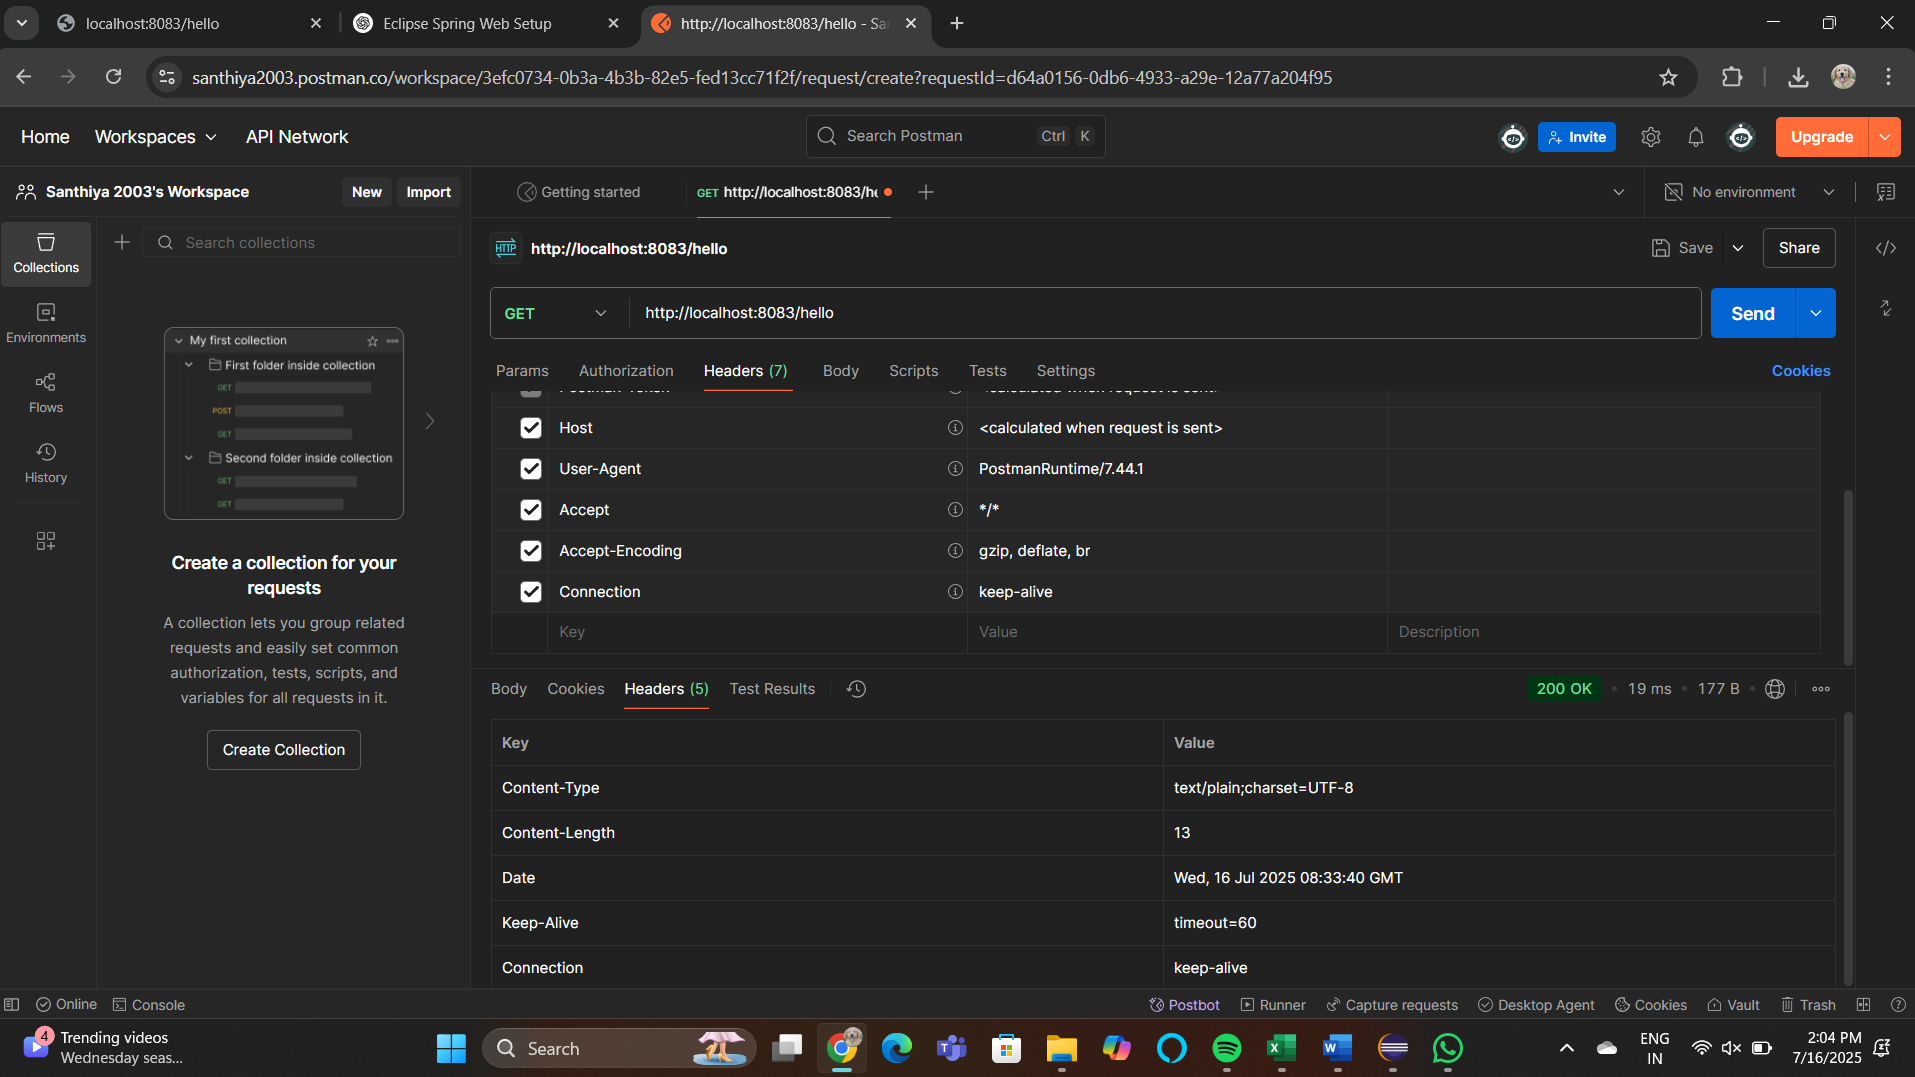 localhost:8083/hello
Eclipse Spring Web Setup
http://localhost:8083/hello - Sa
santhiya2003.postman.co/workspace/3efc0734-0b3a-4b3b-82e5-fed13cc71f2f/request/create?requestId=d64a0156-0db6-4933-a29e-12a77a204f95
Home
Workspaces
API Network
Search Postman
Ctrl K
Invite
Upgrade
Santhiya 2003's Workspace
New
Import
Getting started
GET http://localhost:8083/he
No environment
Collections
Search collections
HTTP
http://localhost:8083/hello
Save
Share
Environments
GET
http://localhost:8083/hello
Send
Flows
History
My first collection
First folder inside collection
GET
POST
GET
Second folder inside collection
GET
GET
Create a collection for your
requests
A collection lets you group related
requests and easily set common
authorization, tests, scripts, and
variables for all requests in it.
Create Collection
Params
Authorization
Headers (7)
Body
Scripts
Tests
Settings
Cookies
Host
<calculated when request is sent>
User-Agent
PostmanRuntime/7.44.1
Accept
*/*
Accept-Encoding
gzip, deflate, br
Connection
keep-alive
Key
Value
Description
Body
Cookies
Headers (5)
Test Results
200 OK
19 ms
177 B
Key
Value
Content-Type
text/plain;charset=UTF-8
Content-Length
13
Date
Wed, 16 Jul 2025 08:33:40 GMT
Keep-Alive
timeout=60
Connection
keep-alive
Online
Console
Postbot
Runner
Capture requests
Desktop Agent
Cookies
Vault
Trash
4
Trending videos
Wednesday seas...
Search
ENG
IN
2:04 PM
7/16/2025